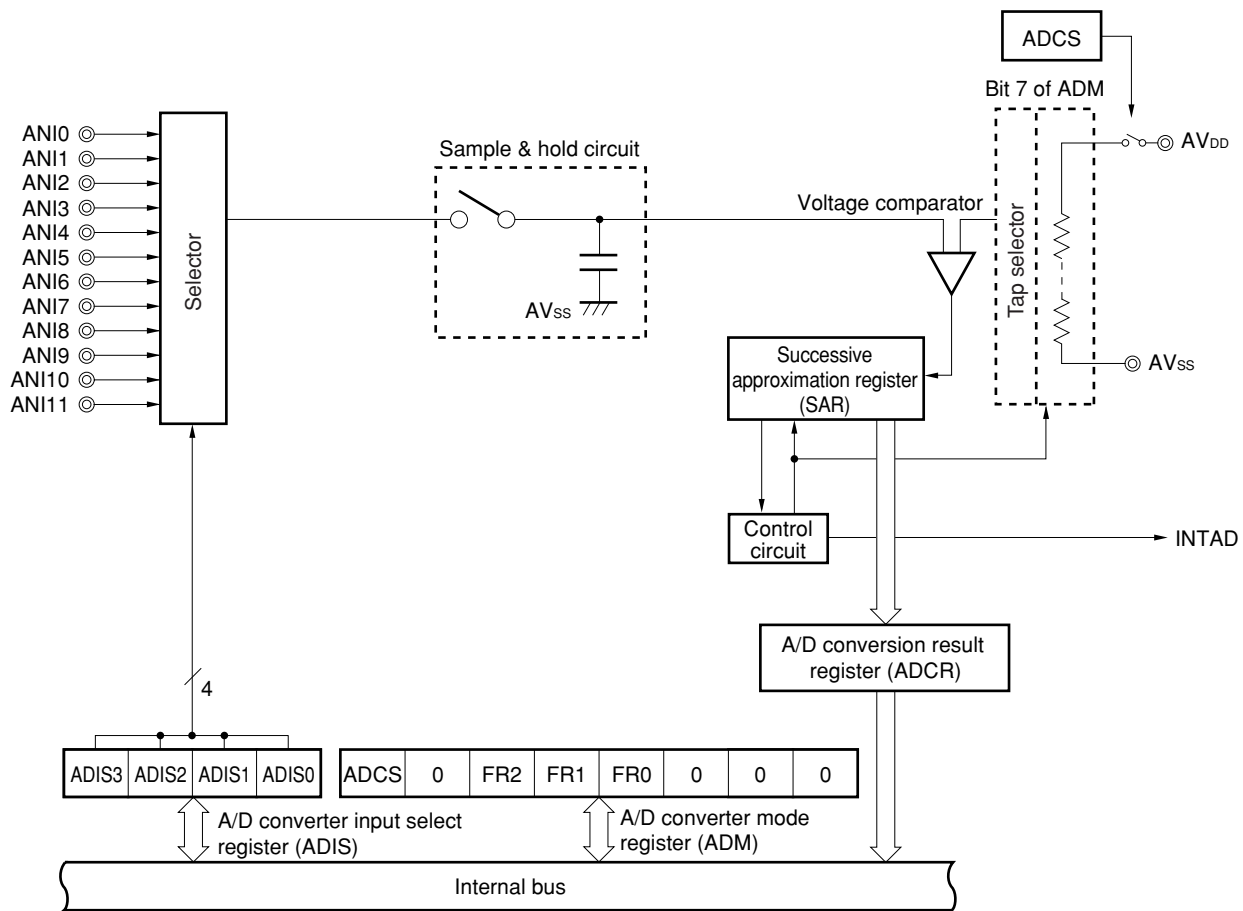 ADCS
Bit 7 of ADM
ANI0
ANI1
ANI2
ANI3
ANI4
ANI5
ANI6
ANI7
ANI8
ANI9
ANI10
ANI11
Selector
Sample & hold circuit
AVSS
Voltage comparator
Tap selector
AVDD
AVSS
Successive
approximation register
(SAR)
Control
circuit
INTAD
A/D conversion result
register (ADCR)
4
ADIS3 ADIS2 ADIS1 ADIS0
ADCS 0 FR2 FR1 FR0 0 0 0
A/D converter input select
register (ADIS)
A/D converter mode
register (ADM)
Internal bus